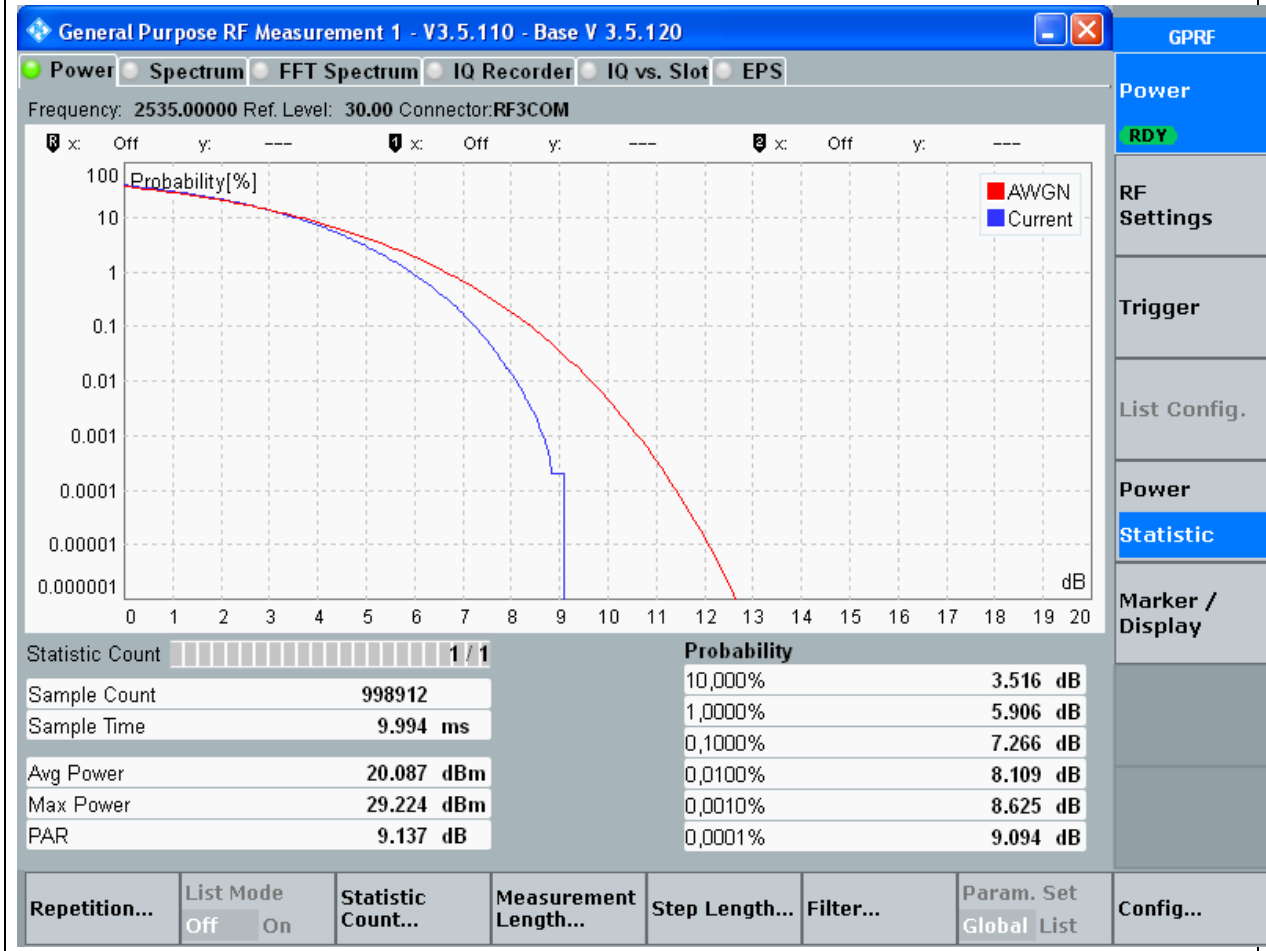 General Purpose RF Measurement 1 - V3.5.110 - Base V 3.5.120
GPRF
Power Spectrum FFT Spectrum IQ Recorder IQ vs. Slot EPS
Frequency: 2535.00000 Ref. Level: 30.00 Connector:RF3COM
R x: Off y: --- 1 x: Off y: --- 2 x: Off y: ---
Probability[%]
AWGN
Current
100
10
1
0.1
0.01
0.001
0.0001
0.00001
0.000001
dB
0 1 2 3 4 5 6 7 8 9 10 11 12 13 14 15 16 17 18 19 20
Statistic Count 1 / 1
Sample Count 998912
Sample Time 9.994 ms
Avg Power 20.087 dBm
Max Power 29.224 dBm
PAR 9.137 dB
Probability
10,000% 3.516 dB
1,0000% 5.906 dB
0,1000% 7.266 dB
0,0100% 8.109 dB
0,0010% 8.625 dB
0,0001% 9.094 dB
Power
RDY
RF
Settings
Trigger
List Config.
Power
Statistic
Marker /
Display
Repetition...
List Mode
Off On
Statistic
Count...
Measurement
Length...
Step Length...
Filter...
Param. Set
Global List
Config...